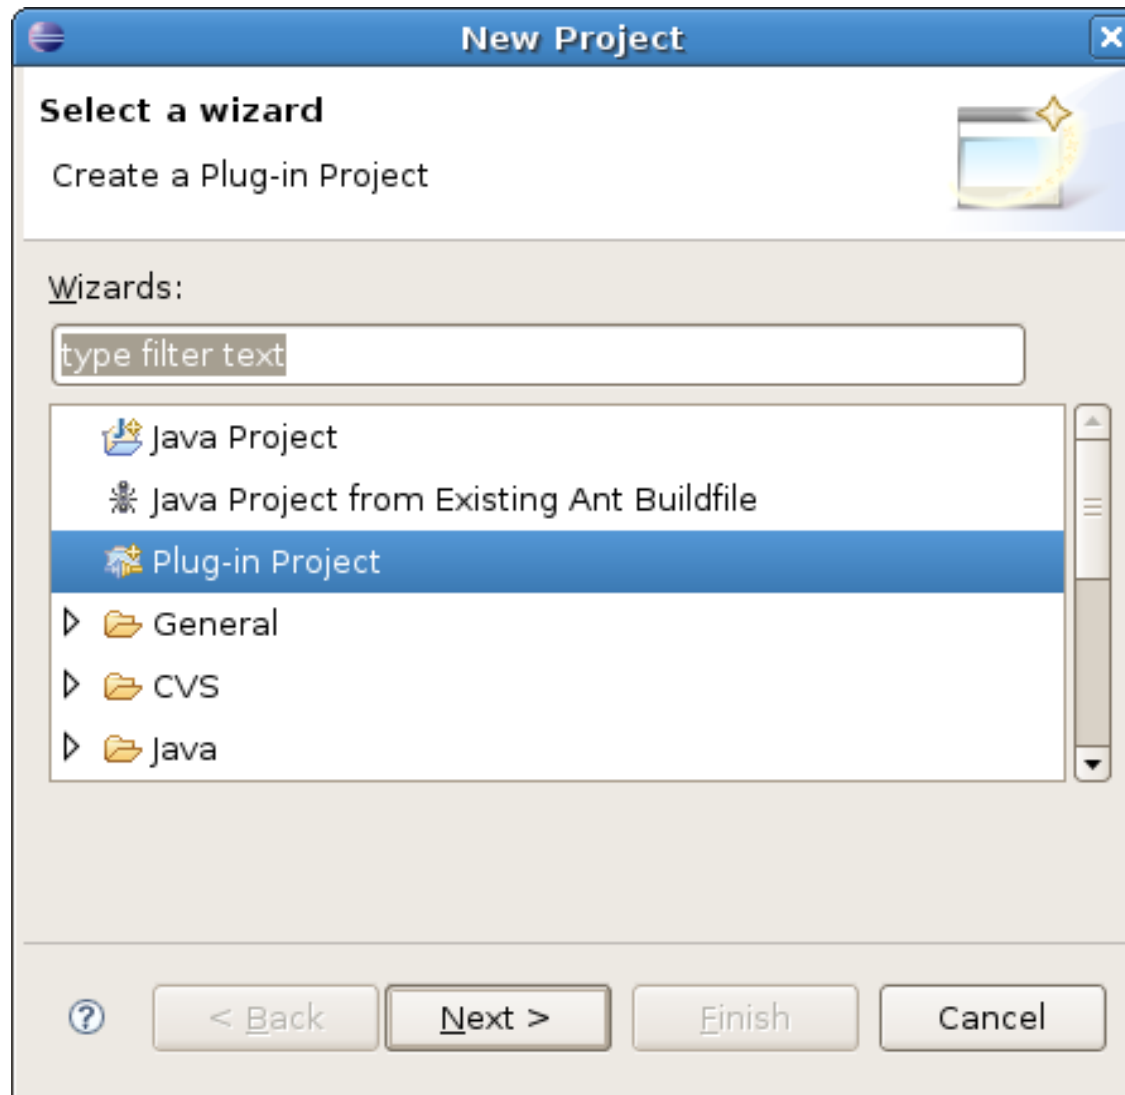 New Project
Select a wizard
Create a Plug-in Project
Wizards:
type filter text
Java Project
Java Project from Existing Ant Buildfile
Plug-in Project
General
CVS
Java
< Back Next > Finish Cancel